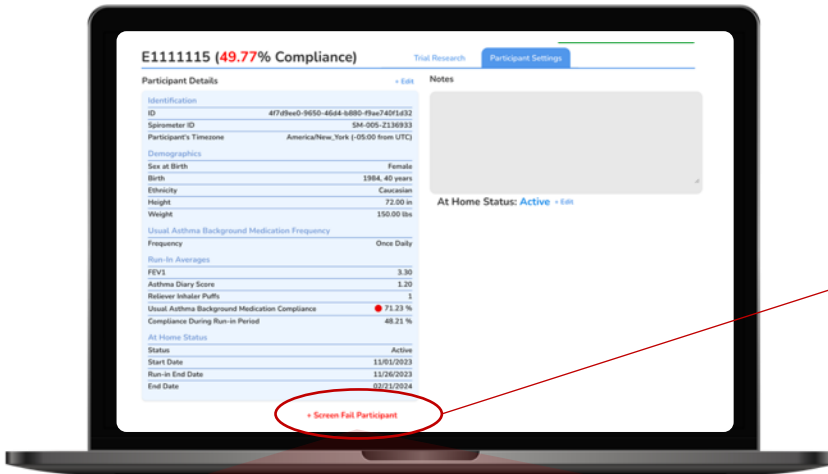 E1111115 (49.77% Compliance)
Trial Research
Participant Settings
Participant Details
+ Edit
Notes
Identification
ID 4f7d9ee0-9650-46d4-b880-f9ae740f1d32
Spirometer ID SM-005-Z136933
Participant's Timezone America/New_York (-05:00 from UTC)
Demographics
Sex at Birth Female
Birth 1984, 40 years
Ethnicity Caucasian
Height 72.00 in
Weight 150.00 lbs
Usual Asthma Background Medication Frequency
Frequency Once Daily
Run-In Averages
FEV1 3.30
Asthma Diary Score 1.20
Reliever Inhaler Puffs 1
Usual Asthma Background Medication Compliance 71.23 %
Compliance During Run-in Period 48.21 %
At Home Status
Status Active
Start Date 11/01/2023
Run-in End Date 11/26/2023
End Date 02/21/2024
+ Screen Fail Participant
At Home Status: Active + Edit